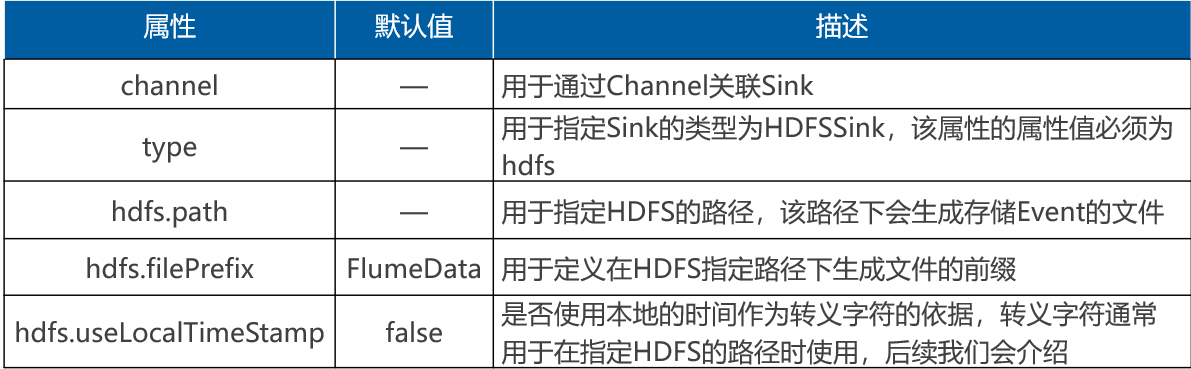 属性 默认值 描述
channel — 用于通过Channel关联Sink
type — 用于指定Sink的类型为HDFSSink，该属性的属性值必须为
hdfs
hdfs.path — 用于指定HDFS的路径，该路径下会生成存储Event的文件
hdfs.filePrefix FlumeData 用于定义在HDFS指定路径下生成文件的前缀
hdfs.useLocalTimeStamp false 是否使用本地的时间作为转义字符的依据，转义字符通常
用于在指定HDFS的路径时使用，后续我们会介绍